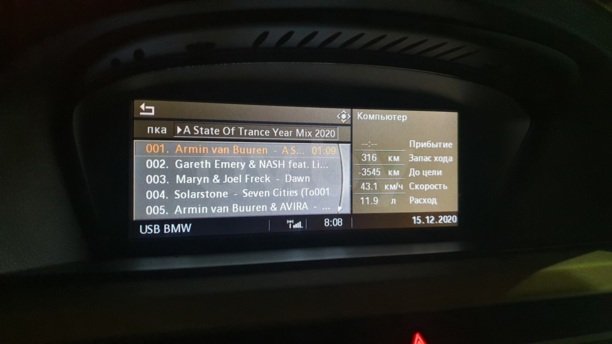 Компьютер
пка ▶A State Of Trance Year Mix 2020
001. Armin van Buuren - A S... 01:09
002. Gareth Emery & NASH feat. Li...
003. Maryn & Joel Freck - Dawn
004. Solarstone - Seven Cities (To001
005. Armin van Buuren & AVIRA - ...
--:-- Прибытие
316 км Запас хода
-3545 км До цели
43.1 км/ч Скорость
11.9 л Расход
USB BMW 8:08 15.12.2020